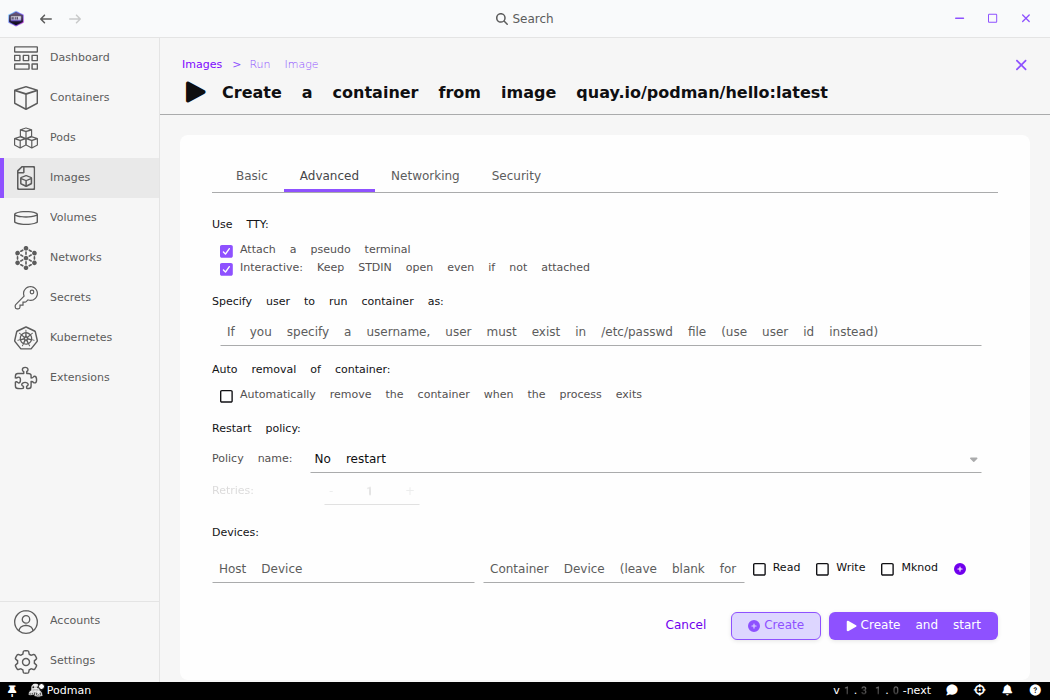 Search
Dashboard
Containers
Pods
Images
Volumes
Networks
Secrets
Kubernetes
Extensions
Accounts
Settings
Images > Run Image
Create a container from image quay.io/podman/hello:latest
Basic Advanced Networking Security
Use TTY:
Attach a pseudo terminal
Interactive: Keep STDIN open even if not attached
Specify user to run container as:
If you specify a username, user must exist in /etc/passwd file (use user id instead)
Auto removal of container:
Automatically remove the container when the process exits
Restart policy:
Policy name: No restart
Retries: - 1 +
Devices:
Host Device Container Device (leave blank for Read Write Mknod
Cancel Create Create and start
Podman v1.31.0-next